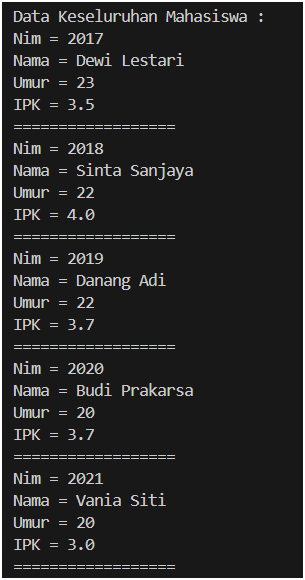 Data Keseluruhan Mahasiswa :
Nim = 2017
Nama = Dewi Lestari
Umur = 23
IPK = 3.5
==================
Nim = 2018
Nama = Sinta Sanjaya
Umur = 22
IPK = 4.0
==================
Nim = 2019
Nama = Danang Adi
Umur = 22
IPK = 3.7
==================
Nim = 2020
Nama = Budi Prakarsa
Umur = 20
IPK = 3.7
==================
Nim = 2021
Nama = Vania Siti
Umur = 20
IPK = 3.0
==================